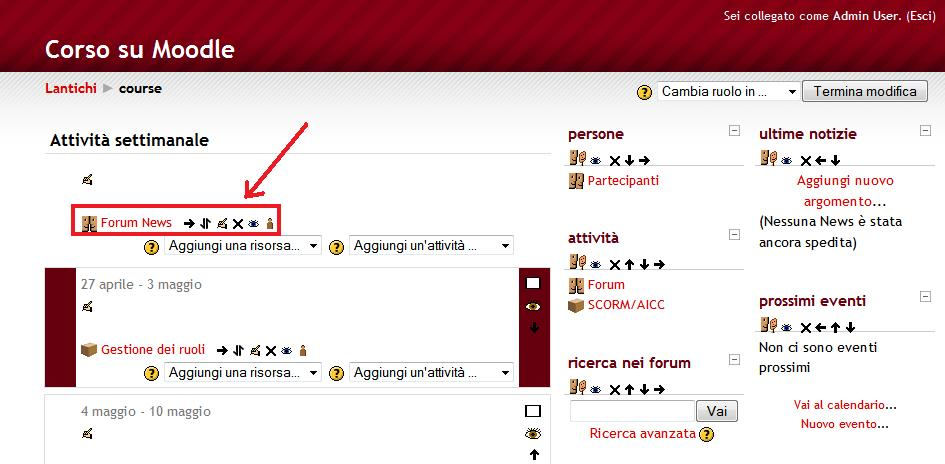 Sei collegato come Admin User. (Esci)
Corso su Moodle
Lantichi ► course
Cambia ruolo in ...
Termina modifica
Attività settimanale
Forum News
Aggiungi una risorsa...
Aggiungi un'attività ...
27 aprile - 3 maggio
Gestione dei ruoli
Aggiungi una risorsa...
Aggiungi un'attività ...
4 maggio - 10 maggio
persone
Partecipanti
attività
Forum
SCORM/AICC
ricerca nei forum
Vai
Ricerca avanzata
ultime notizie
Aggiungi nuovo
argomento...
(Nessuna News è stata
ancora spedita)
prossimi eventi
Non ci sono eventi
prossimi
Vai al calendario...
Nuovo evento...